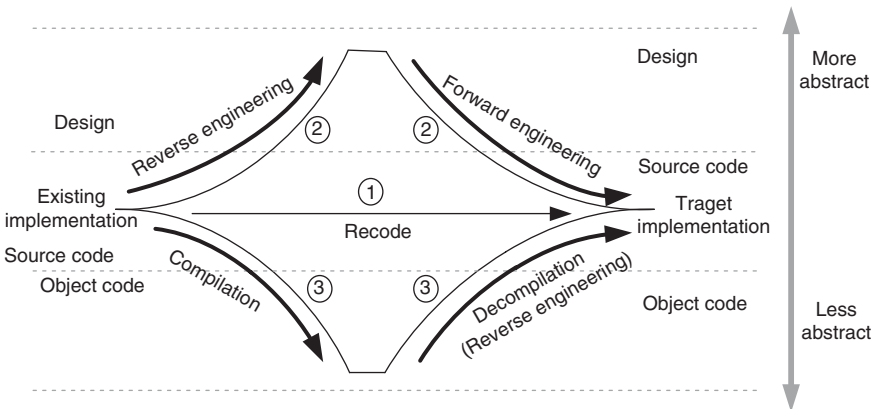 Design
More
abstract
Reverse engineering
Forward engineering
Design
2
2
Source code
1
Existing
implementation
Traget
implementation
Recode
Source code
Compilation
Object code
3
3
Decompilation
(Reverse engineering)
Object code
Less
abstract